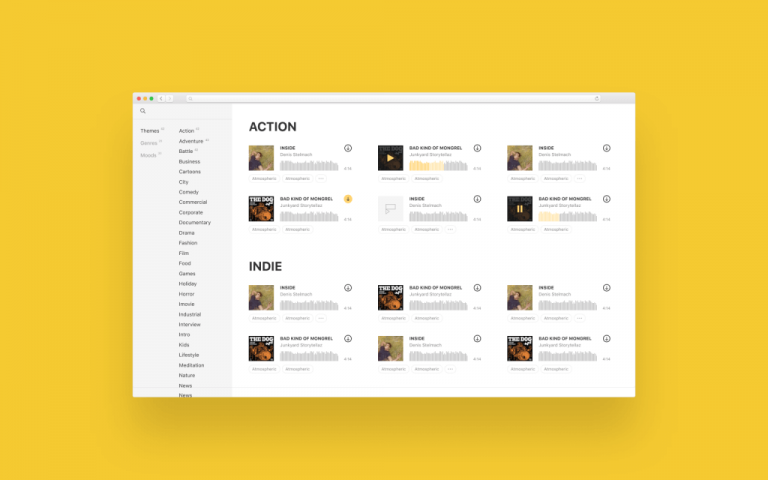 Themes
Genres
Moods
Action
Adventure
Battle
Business
Cartoons
City
Comedy
Commercial
Corporate
Documentary
Drama
Fashion
Film
Food
Games
Holiday
Horror
Imovie
Industrial
Interview
Intro
Kids
Lifestyle
Meditation
Nature
News
News
ACTION
INSIDE
Denis Stelmach
4:14
Atmospheric Atmospheric
BAD KIND OF MONGREL
Junkyard Storytellaz
4:14
Atmospheric Atmospheric
INSIDE
Denis Stelmach
4:14
Atmospheric Atmospheric
THE DOG
BAD KIND OF MONGREL
Junkyard Storytellaz
4:14
Atmospheric Atmospheric
INSIDE
Denis Stelmach
4:14
Atmospheric Atmospheric
THE DOG
BAD KIND OF MONGREL
Junkyard Storytellaz
4:14
Atmospheric Atmospheric
INDIE
INSIDE
Denis Stelmach
4:14
Atmospheric Atmospheric
THE DOG
BAD KIND OF MONGREL
Junkyard Storytellaz
4:14
Atmospheric Atmospheric
INSIDE
Denis Stelmach
4:14
Atmospheric Atmospheric
THE DOG
BAD KIND OF MONGREL
Junkyard Storytellaz
4:14
Atmospheric Atmospheric
INSIDE
Denis Stelmach
4:14
Atmospheric Atmospheric
THE DOG
BAD KIND OF MONGREL
Junkyard Storytellaz
4:14
Atmospheric Atmospheric